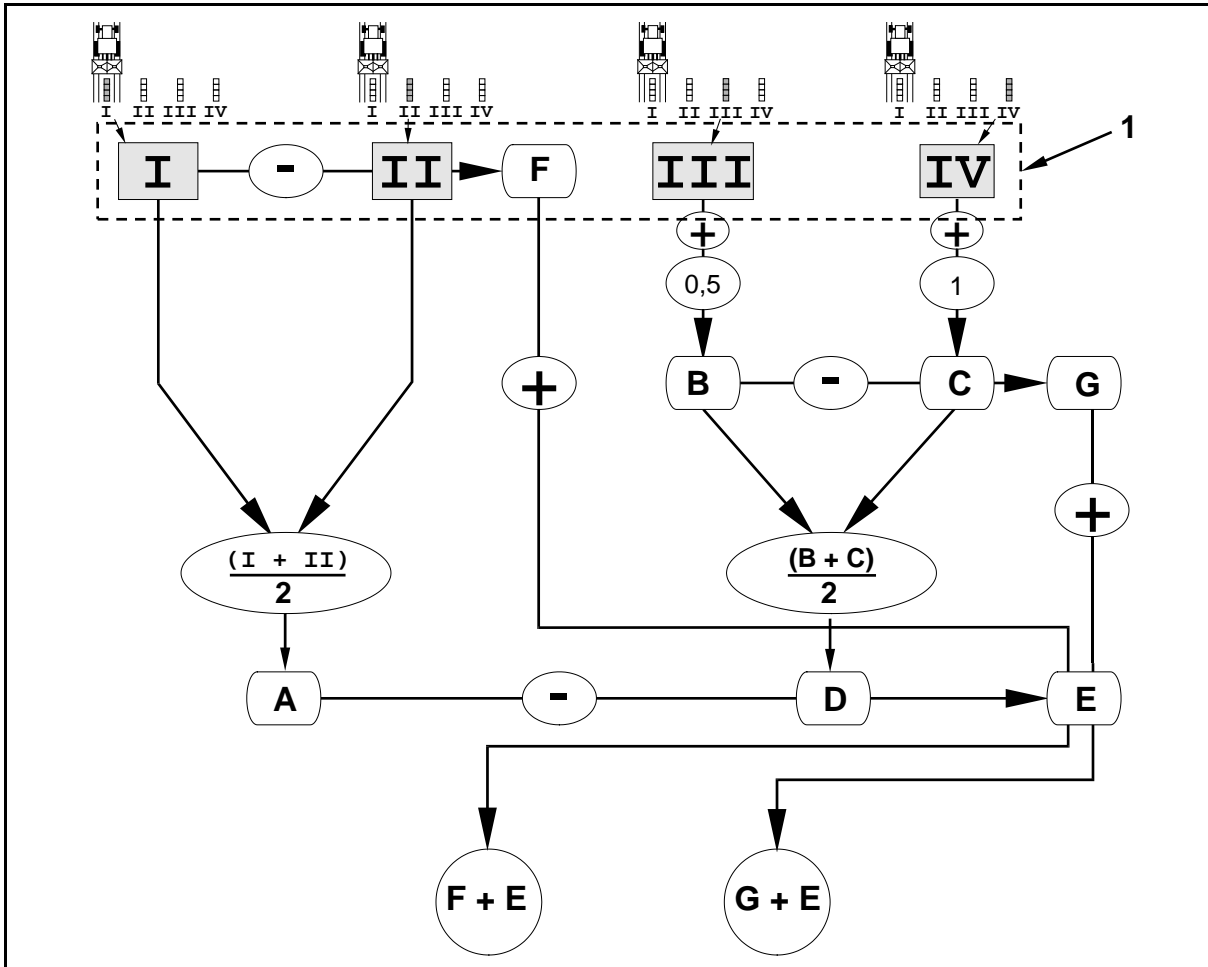 I II III IV
I II III IV
I II III IV
I II III IV
1
I - II F III IV
+ +
0,5 1
B - C G
+
+
(I + II)
2
(B + C)
2
A - D E
F + E G + E